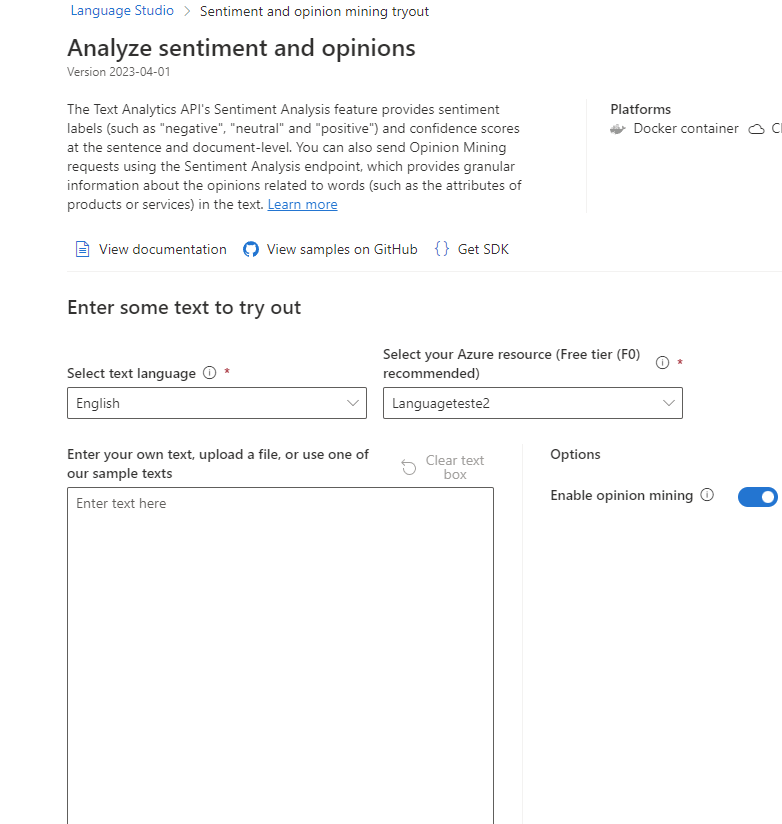 Language Studio > Sentiment and opinion mining tryout
Analyze sentiment and opinions
Version 2023-04-01
The Text Analytics API's Sentiment Analysis feature provides sentiment
labels (such as "negative", "neutral" and "positive") and confidence scores
at the sentence and document-level. You can also send Opinion Mining
requests using the Sentiment Analysis endpoint, which provides granular
information about the opinions related to words (such as the attributes of
products or services) in the text. Learn more
Platforms
Docker container
View documentation View samples on GitHub {} Get SDK
Enter some text to try out
Select text language *
English
Select your Azure resource (Free tier (F0)
recommended) *
Languageteste2
Enter your own text, upload a file, or use one of
our sample texts
Clear text
box
Enter text here
Options
Enable opinion mining